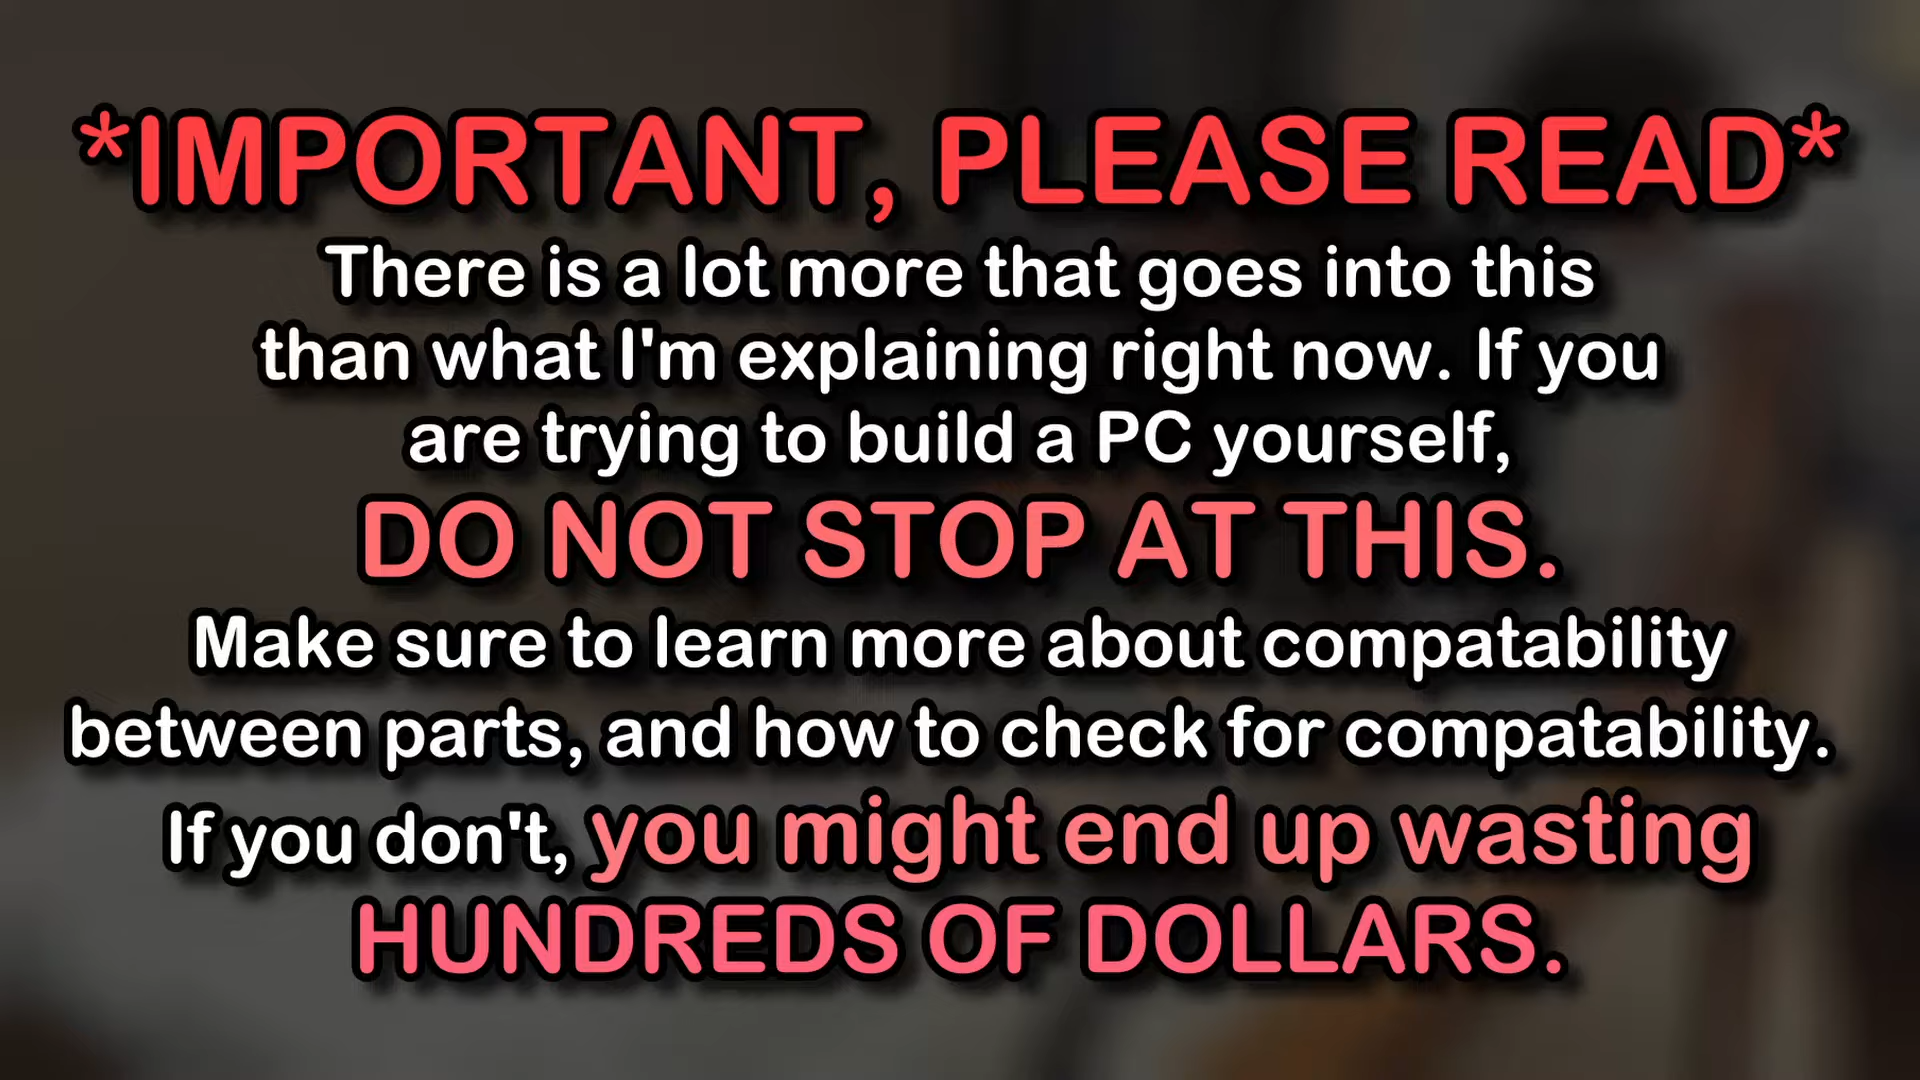 *IMPORTANT, PLEASE READ*
There is a lot more that goes into this
than what I'm explaining right now. If you
are trying to build a PC yourself,
DO NOT STOP AT THIS.
Make sure to learn more about compatability
between parts, and how to check for compatability.
If you don't, you might end up wasting
HUNDREDS OF DOLLARS.